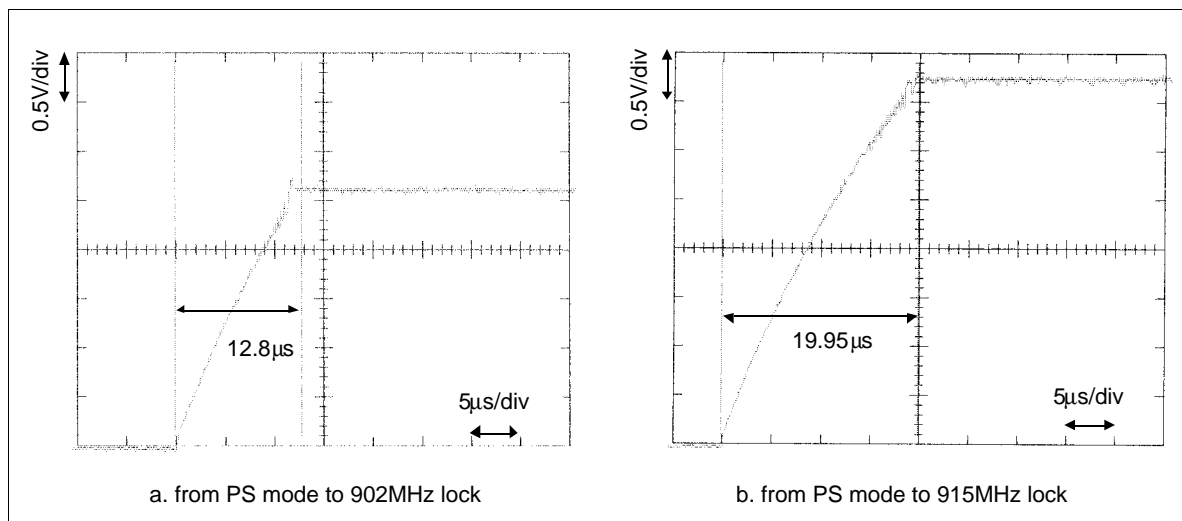 0.5V/div
12.8µs
5µs/div
a. from PS mode to 902MHz lock
0.5V/div
19.95µs
5µs/div
b. from PS mode to 915MHz lock